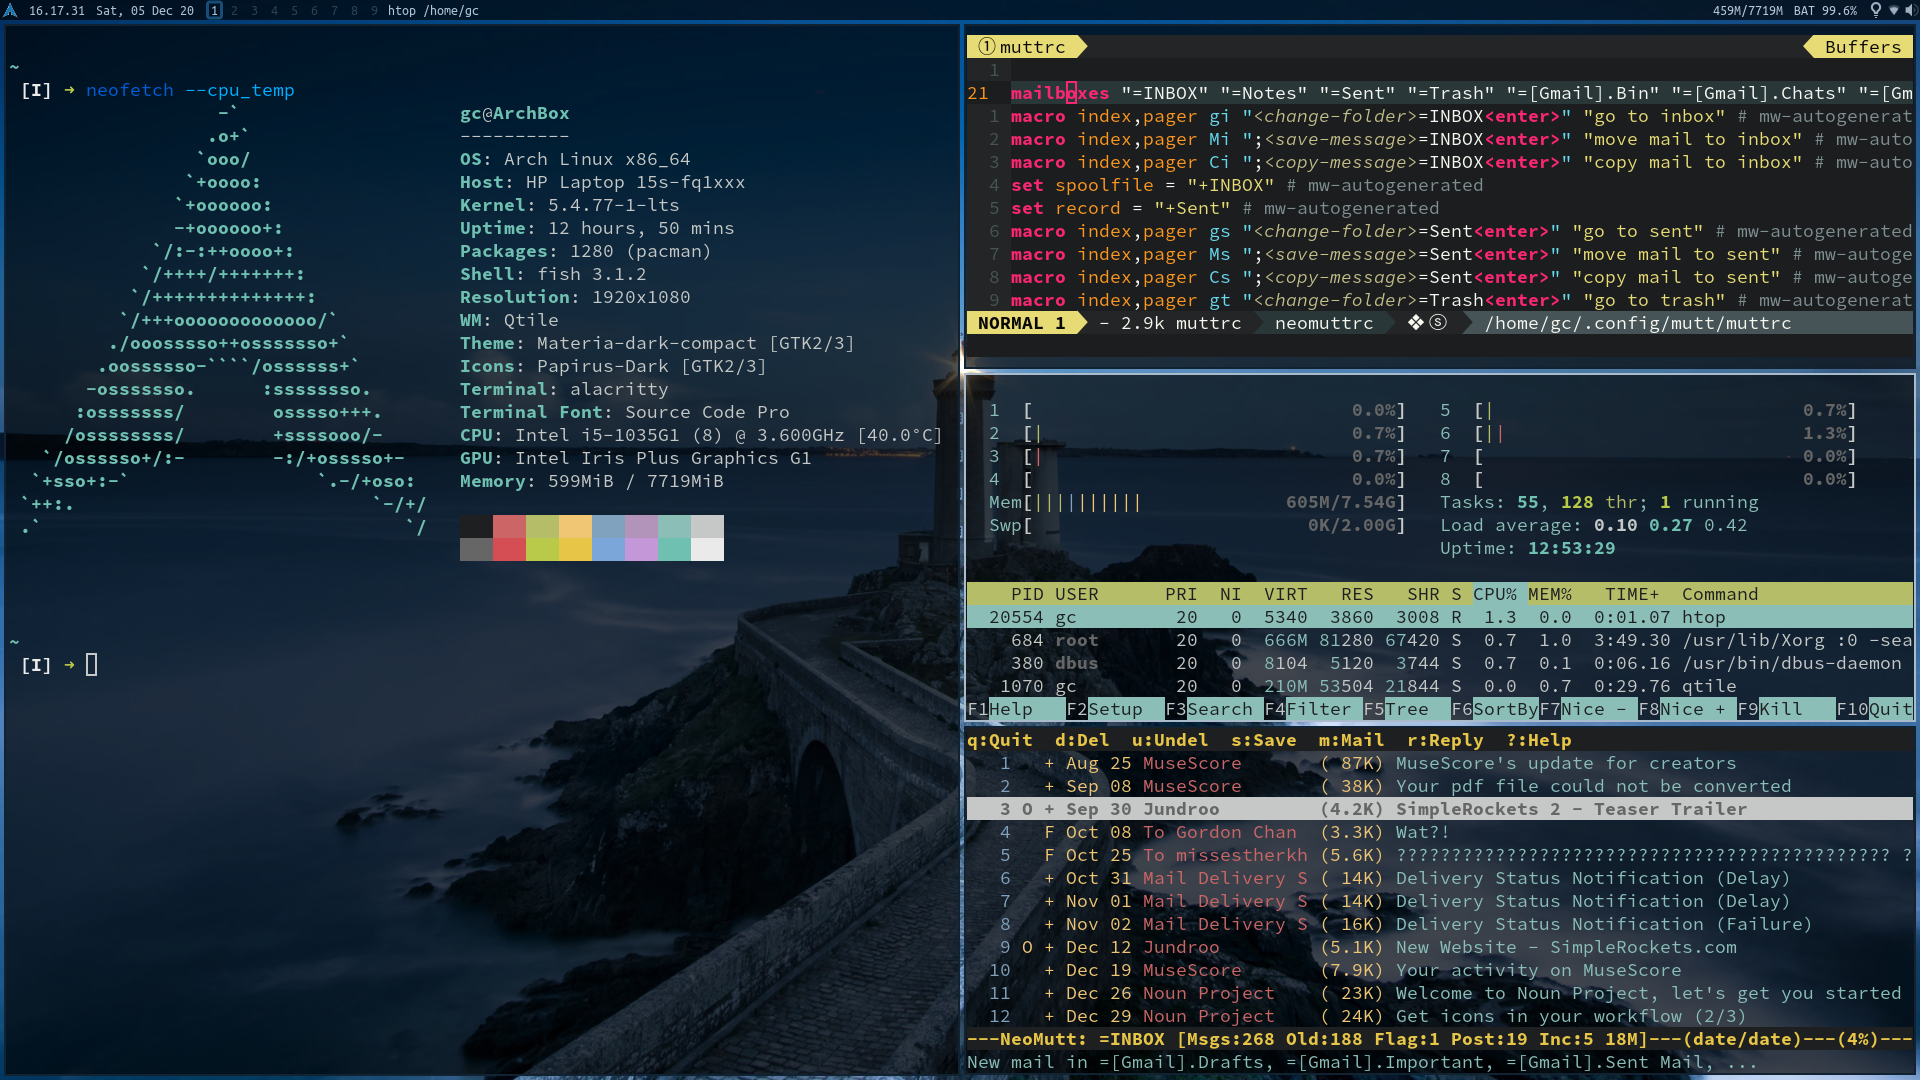 16.17.31 Sat, 05 Dec 20 1 2 3 4 5 6 7 8 9 htop /home/gc 459M/7719M BAT 99.6%
~
[I] ➜ neofetch --cpu_temp
-`
.o+`
`ooo/
`+oooo:
`+oooooo:
-+oooooo+:
`/:-:++oooo+:
`/++++/+++++++:
`/++++++++++++++:
`/+++ooooooooooooo/`
./ooosssso++osssssso+`
.oossssso-````/ossssss+`
-osssssso. :ssssssso.
:osssssss/ osssso+++.
/ossssssss/ +ssssooo/-
`/ossssso+/:- -:/+osssso+-
`+sso+:-` `.-/+oso:
`++:. `-/+/
.` `/
gc@ArchBox
----------
OS: Arch Linux x86_64
Host: HP Laptop 15s-fq1xxx
Kernel: 5.4.77-1-lts
Uptime: 12 hours, 50 mins
Packages: 1280 (pacman)
Shell: fish 3.1.2
Resolution: 1920x1080
WM: Qtile
Theme: Materia-dark-compact [GTK2/3]
Icons: Papirus-Dark [GTK2/3]
Terminal: alacritty
Terminal Font: Source Code Pro
CPU: Intel i5-1035G1 (8) @ 3.600GHz [40.0°C]
GPU: Intel Iris Plus Graphics G1
Memory: 599MiB / 7719MiB
~
[I] ➜
① muttrc Buffers
1
21 mailboxes "=INBOX" "=Notes" "=Sent" "=Trash" "=[Gmail].Bin" "=[Gmail].Chats" "=[Gm
1 macro index,pager gi "<change-folder>=INBOX<enter>" "go to inbox" # mw-autogenerat
2 macro index,pager Mi ";<save-message>=INBOX<enter>" "move mail to inbox" # mw-auto
3 macro index,pager Ci ";<copy-message>=INBOX<enter>" "copy mail to inbox" # mw-auto
4 set spoolfile = "+INBOX" # mw-autogenerated
5 set record = "+Sent" # mw-autogenerated
6 macro index,pager gs "<change-folder>=Sent<enter>" "go to sent" # mw-autogenerated
7 macro index,pager Ms ";<save-message>=Sent<enter>" "move mail to sent" # mw-autoge
8 macro index,pager Cs ";<copy-message>=Sent<enter>" "copy mail to sent" # mw-autoge
9 macro index,pager gt "<change-folder>=Trash<enter>" "go to trash" # mw-autogenerat
NORMAL 1 - 2.9k muttrc neomuttrc ❖ ⓢ /home/gc/.config/mutt/muttrc
1 [ 0.0%] 5 [| 0.7%]
2 [| 0.7%] 6 [|| 1.3%]
3 [| 0.7%] 7 [ 0.0%]
4 [ 0.0%] 8 [ 0.0%]
Mem[|||||||||| 605M/7.54G] Tasks: 55, 128 thr; 1 running
Swp[ 0K/2.00G] Load average: 0.10 0.27 0.42
Uptime: 12:53:29
PID USER PRI NI VIRT RES SHR S CPU% MEM% TIME+ Command
20554 gc 20 0 5340 3860 3008 R 1.3 0.0 0:01.07 htop
684 root 20 0 666M 81280 67420 S 0.7 1.0 3:49.30 /usr/lib/Xorg :0 -sea
380 dbus 20 0 8104 5120 3744 S 0.7 0.1 0:06.16 /usr/bin/dbus-daemon
1070 gc 20 0 210M 53504 21844 S 0.0 0.7 0:29.76 qtile
F1Help F2Setup F3Search F4Filter F5Tree F6SortBy F7Nice - F8Nice + F9Kill F10Quit
q:Quit d:Del u:Undel s:Save m:Mail r:Reply ?:Help
1 + Aug 25 MuseScore ( 87K) MuseScore's update for creators
2 + Sep 08 MuseScore ( 38K) Your pdf file could not be converted
3 O + Sep 30 Jundroo (4.2K) SimpleRockets 2 - Teaser Trailer
4 F Oct 08 To Gordon Chan (3.3K) Wat?!
5 F Oct 25 To missestherkh (5.6K) ????????????????????????????????????????????? ?
6 + Oct 31 Mail Delivery S ( 14K) Delivery Status Notification (Delay)
7 + Nov 01 Mail Delivery S ( 14K) Delivery Status Notification (Delay)
8 + Nov 02 Mail Delivery S ( 16K) Delivery Status Notification (Failure)
9 O + Dec 12 Jundroo (5.1K) New Website - SimpleRockets.com
10 + Dec 19 MuseScore (7.9K) Your activity on MuseScore
11 + Dec 26 Noun Project ( 23K) Welcome to Noun Project, let's get you started
12 + Dec 29 Noun Project ( 24K) Get icons in your workflow (2/3)
---NeoMutt: =INBOX [Msgs:268 Old:188 Flag:1 Post:19 Inc:5 18M]---(date/date)---(4%)---
New mail in =[Gmail].Drafts, =[Gmail].Important, =[Gmail].Sent Mail, ...